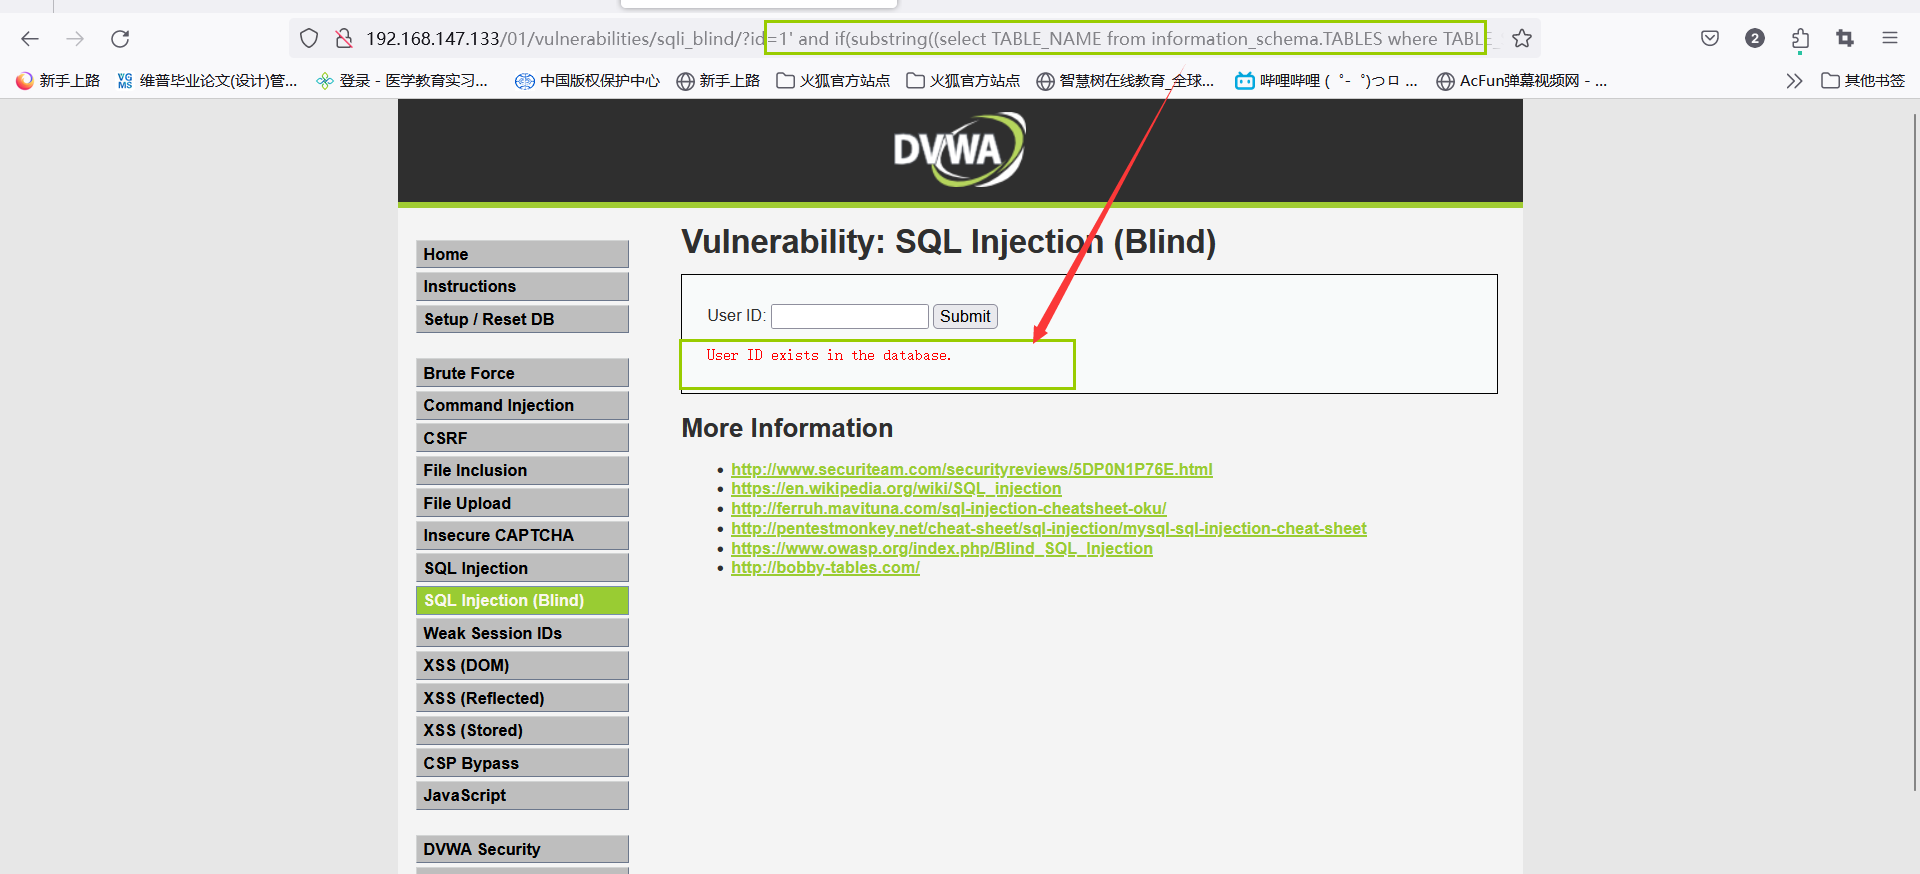 192.168.147.133/01/vulnerabilities/sqli_blind/?id=1' and if(substring((select TABLE_NAME from information_schema.TABLES where TABLE_
2
新手上路
VG MS 维普毕业论文(设计)管...
登录 - 医学教育实习...
中国版权保护中心
新手上路
火狐官方站点
火狐官方站点
智慧树在线教育_全球...
哔哩哔哩 ( ゜- ゜)つロ ...
AcFun弹幕视频网 - ...
其他书签
DVWA
Home
Instructions
Setup / Reset DB
Brute Force
Command Injection
CSRF
File Inclusion
File Upload
Insecure CAPTCHA
SQL Injection
SQL Injection (Blind)
Weak Session IDs
XSS (DOM)
XSS (Reflected)
XSS (Stored)
CSP Bypass
JavaScript
DVWA Security
Vulnerability: SQL Injection (Blind)
User ID: Submit
User ID exists in the database.
More Information
http://www.securiteam.com/securityreviews/5DP0N1P76E.html
https://en.wikipedia.org/wiki/SQL_injection
http://ferruh.mavituna.com/sql-injection-cheatsheet-oku/
http://pentestmonkey.net/cheat-sheet/sql-injection/mysql-sql-injection-cheat-sheet
https://www.owasp.org/index.php/Blind_SQL_Injection
http://bobby-tables.com/